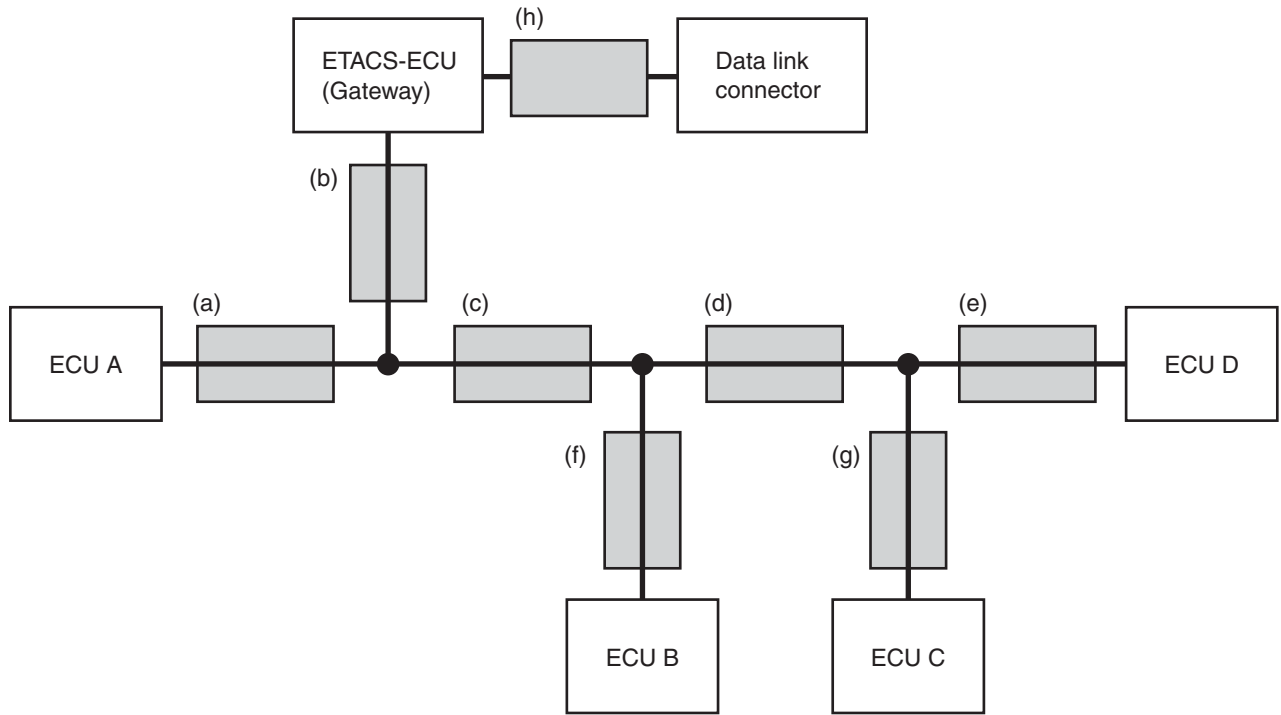 (h)
ETACS-ECU
(Gateway)
Data link
connector
(b)
(a)
(c)
(d)
(e)
ECU A
ECU D
(f)
(g)
ECU B
ECU C